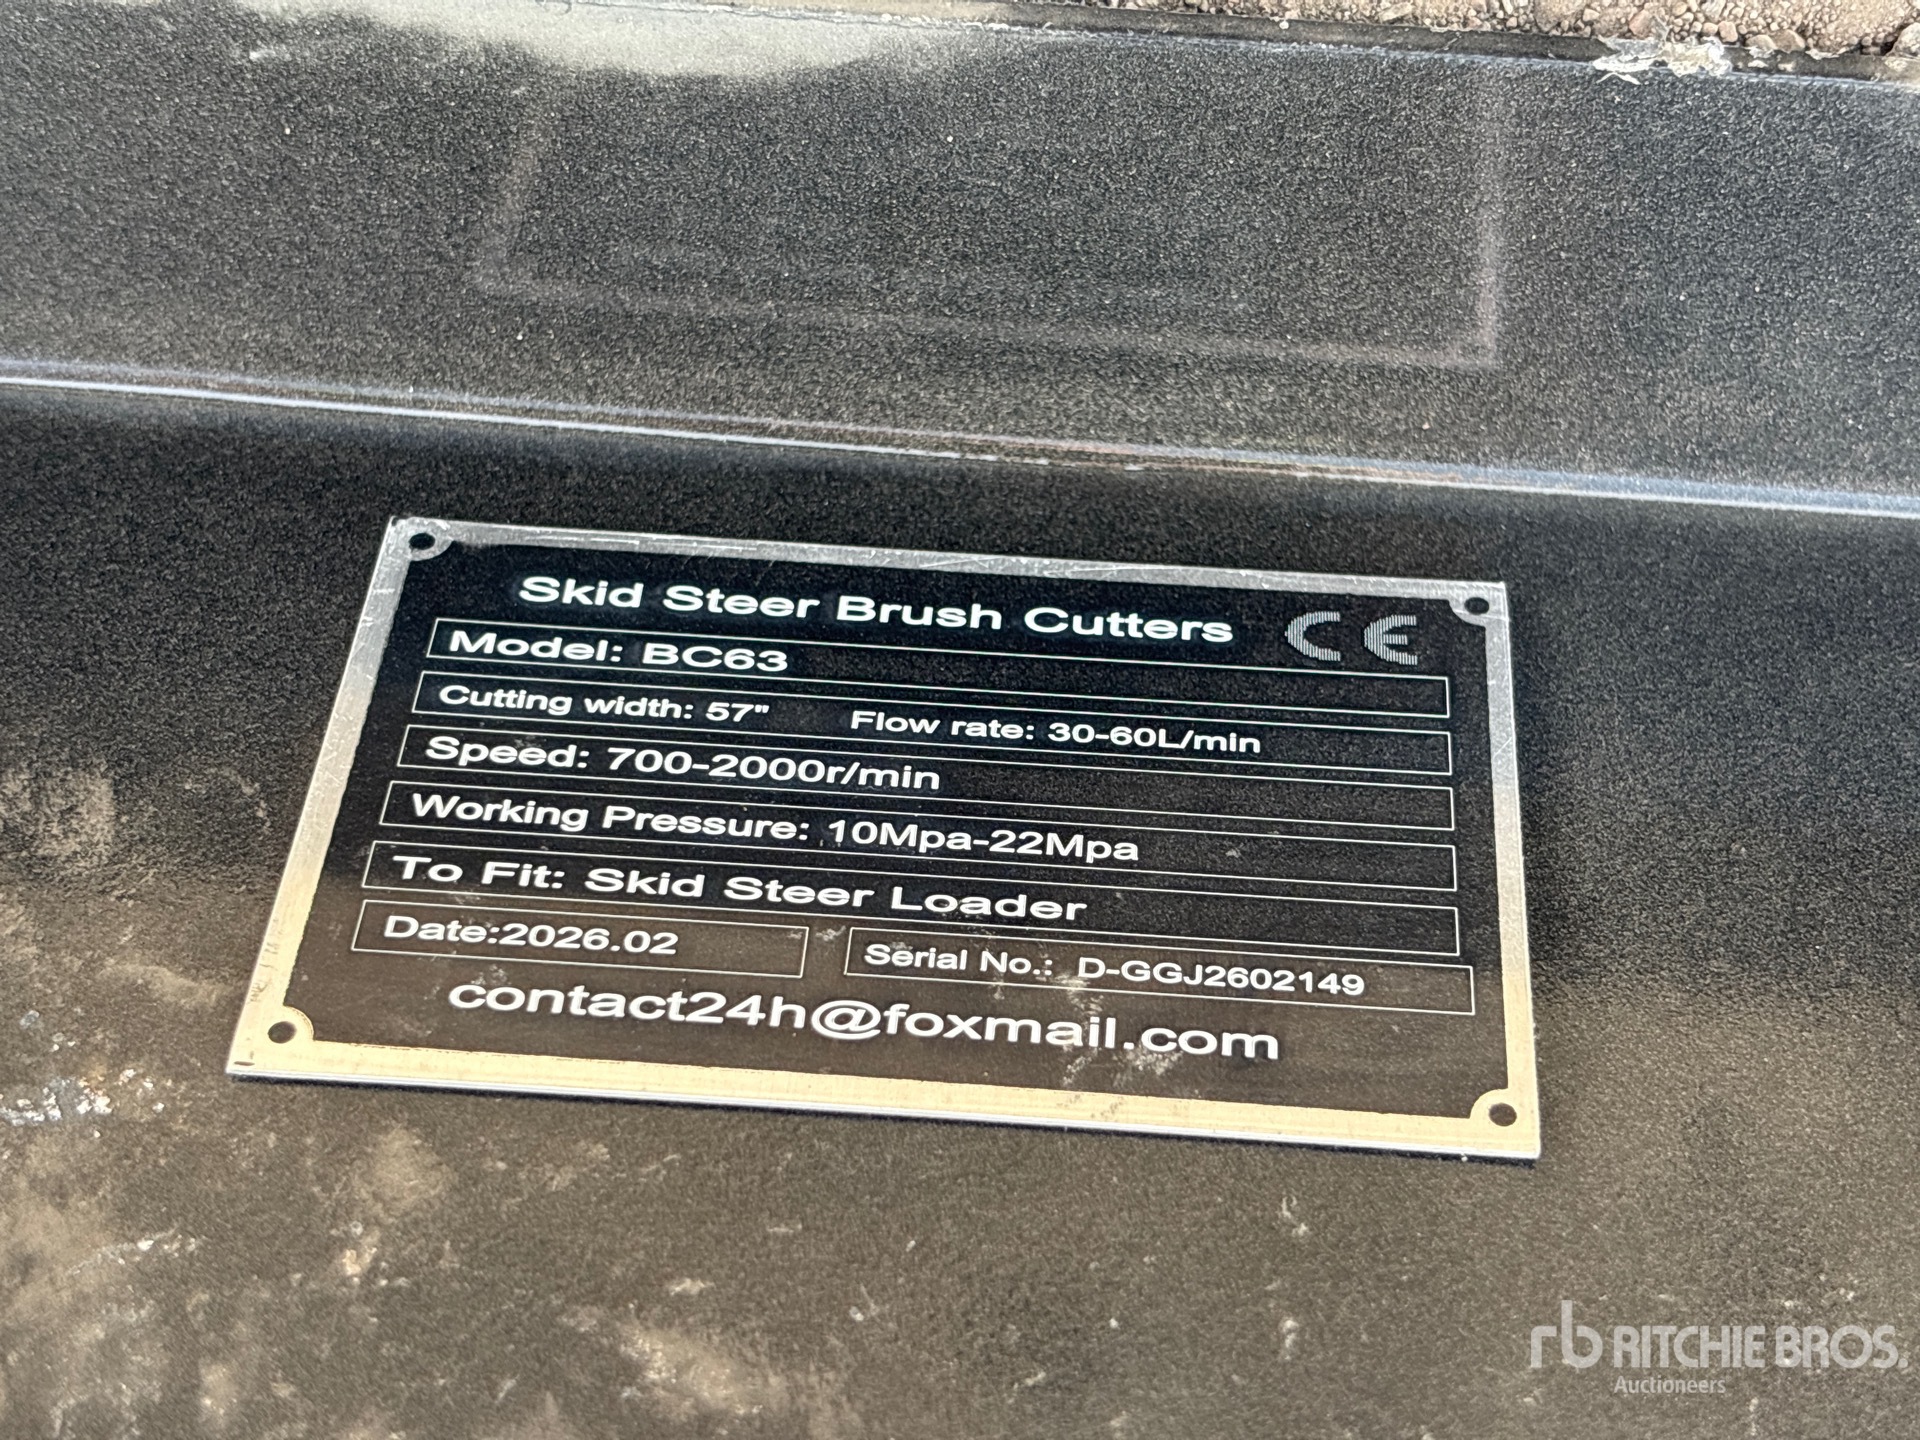 Skid Steer Brush Cutters CE
Model: BC63
Cutting width: 57" Flow rate: 30-60L/min
Speed: 700-2000r/min
Working Pressure: 10Mpa-22Mpa
To Fit: Skid Steer Loader
Date:2026.02 Serial No.: D-GGJ2602149
contact24h@foxmail.com
rb RITCHIE BROS.
Auctioneers